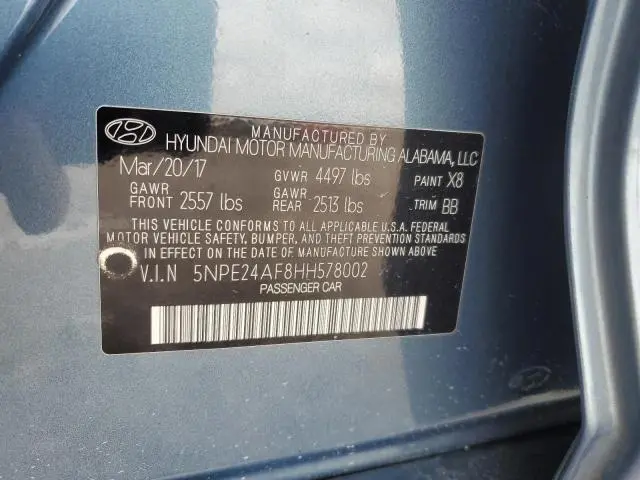 MANUFACTURED BY
HYUNDAI MOTOR MANUFACTURING ALABAMA, LLC
Mar/20/17 GVWR 4497 lbs PAINT X8
GAWR FRONT 2557 lbs GAWR REAR 2513 lbs TRIM BB
THIS VEHICLE CONFORMS TO ALL APPLICABLE U.S.A. FEDERAL
MOTOR VEHICLE SAFETY, BUMPER, AND THEFT PREVENTION STANDARDS
IN EFFECT ON THE DATE OF MANUFACTURE SHOWN ABOVE.
V.I.N 5NPE24AF8HH578002
PASSENGER CAR